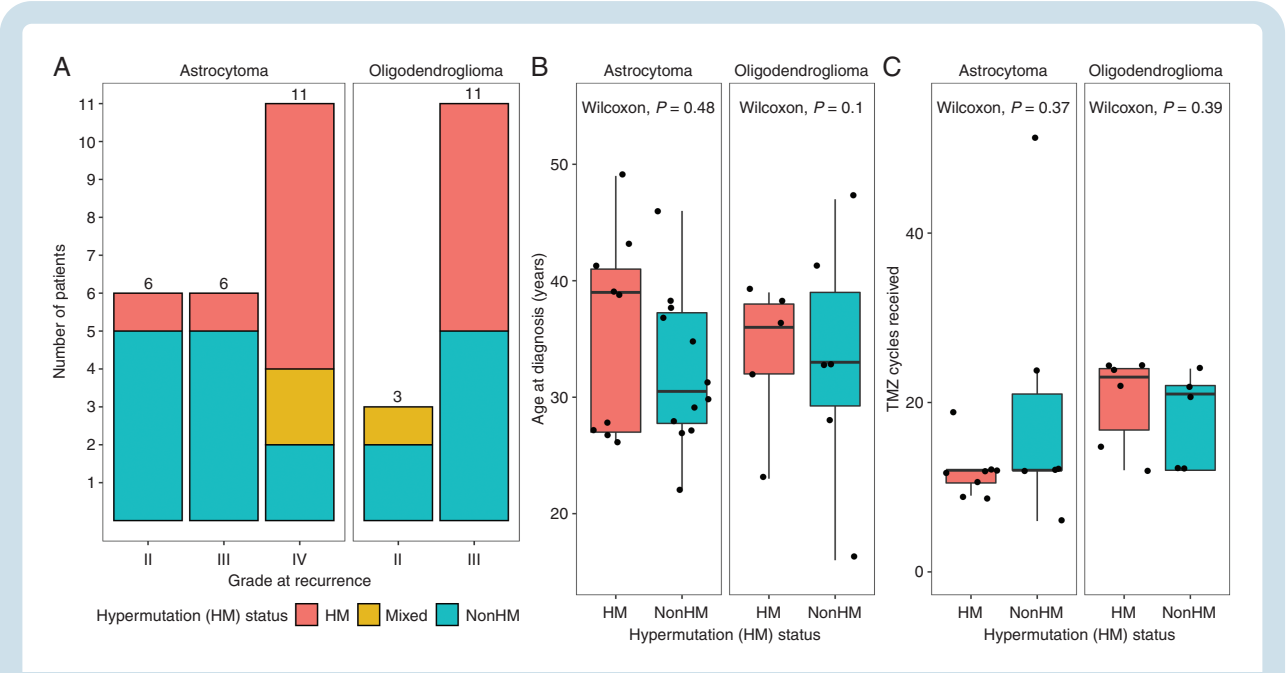 A
Astrocytoma
Oligodendroglioma
11
10
9
8
7
6
5
4
3
2
1
Number of patients
6
6
11
3
11
II
III
IV
II
III
Grade at recurrence
Hypermutation (HM) status
HM
Mixed
NonHM
B
Astrocytoma
Oligodendroglioma
Wilcoxon, P = 0.48
Wilcoxon, P = 0.1
50
40
30
20
Age at diagnosis (years)
HM
NonHM
HM
NonHM
Hypermutation (HM) status
C
Astrocytoma
Oligodendroglioma
Wilcoxon, P = 0.37
Wilcoxon, P = 0.39
40
20
0
TMZ cycles received
HM
NonHM
HM
NonHM
Hypermutation (HM) status